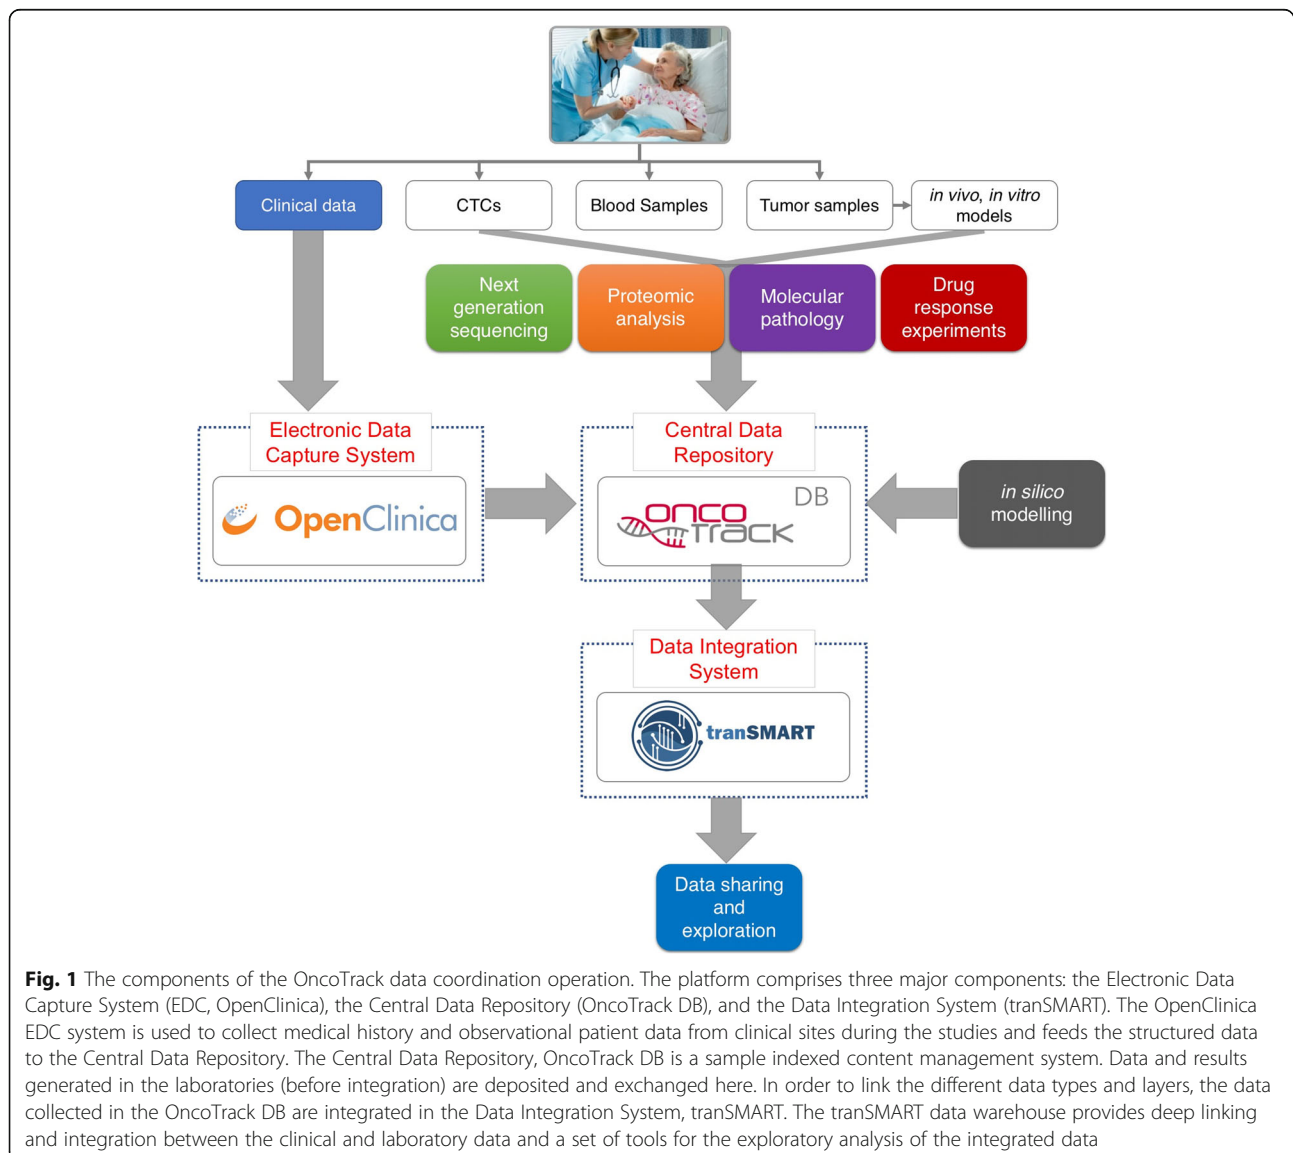 Clinical data
CTCs
Blood Samples
Tumor samples
in vivo, in vitro
models
Next
generation
sequencing
Proteomic
analysis
Molecular
pathology
Drug
response
experiments
Electronic Data
Capture System
OpenClinica
Central Data
Repository
DB
onco
Track
in silico
modelling
Data Integration
System
tranSMART
Data sharing
and
exploration
Fig. 1 The components of the OncoTrack data coordination operation. The platform comprises three major components: the Electronic Data
Capture System (EDC, OpenClinica), the Central Data Repository (OncoTrack DB), and the Data Integration System (tranSMART). The OpenClinica
EDC system is used to collect medical history and observational patient data from clinical sites during the studies and feeds the structured data
to the Central Data Repository. The Central Data Repository, OncoTrack DB is a sample indexed content management system. Data and results
generated in the laboratories (before integration) are deposited and exchanged here. In order to link the different data types and layers, the data
collected in the OncoTrack DB are integrated in the Data Integration System, tranSMART. The tranSMART data warehouse provides deep linking
and integration between the clinical and laboratory data and a set of tools for the exploratory analysis of the integrated data